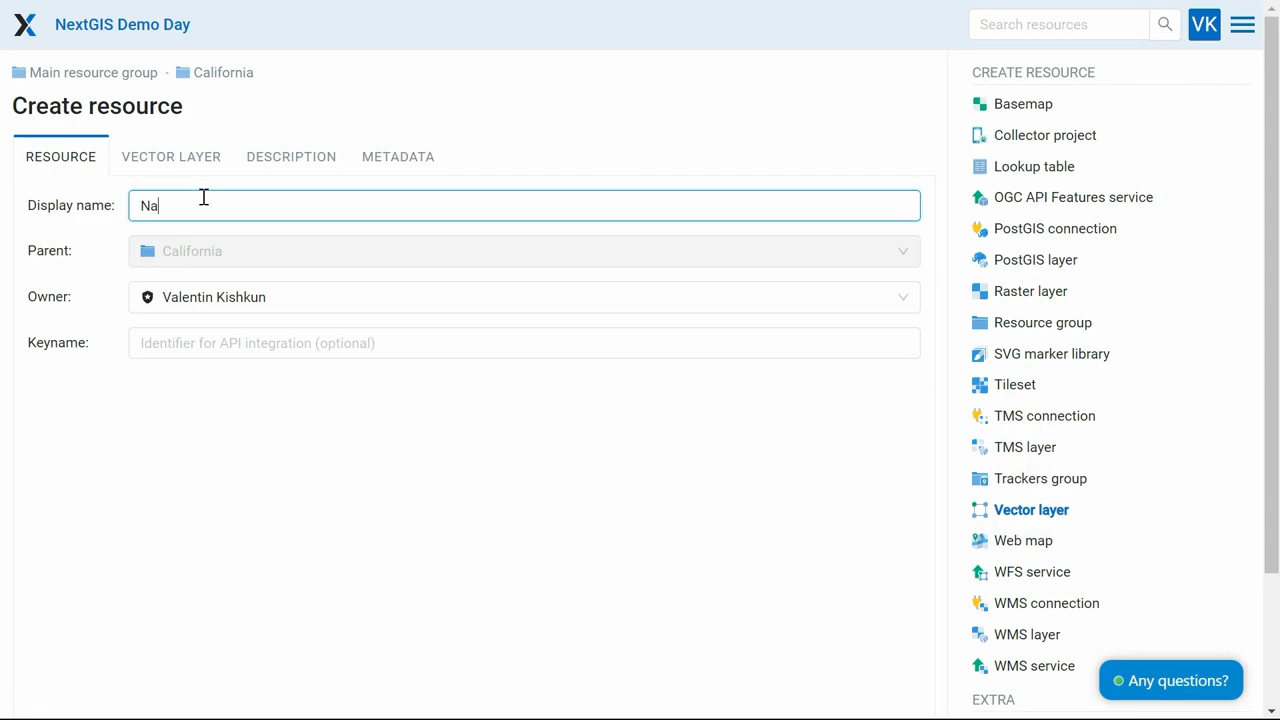 NextGIS Demo Day
Search resources
VK
Main resource group - California
Create resource
RESOURCE VECTOR LAYER DESCRIPTION METADATA
Display name: Na
Parent: California
Owner: Valentin Kishkun
Keyname: Identifier for API integration (optional)
CREATE RESOURCE
Basemap
Collector project
Lookup table
OGC API Features service
PostGIS connection
PostGIS layer
Raster layer
Resource group
SVG marker library
Tileset
TMS connection
TMS layer
Trackers group
Vector layer
Web map
WFS service
WMS connection
WMS layer
WMS service
Any questions?
EXTRA